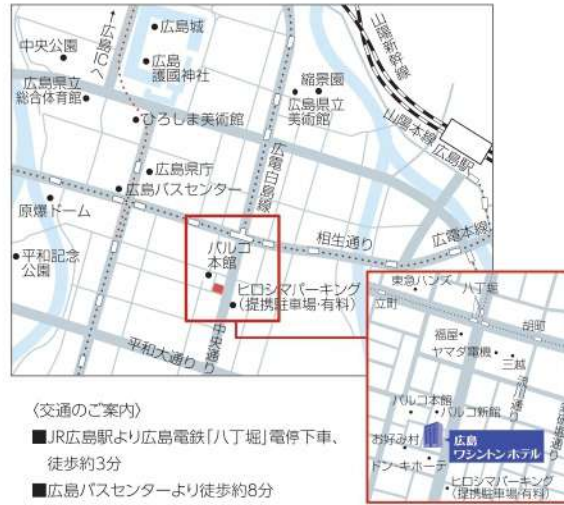 ←広島ICへ
広島城
中央公園
広島
護國神社
広島県立
総合体育館
縮景園
広島県立
美術館
山陽新幹線
山陽本線
広島駅
ひろしま美術館
広電白島線
広島県庁
広島バスセンター
原爆ドーム
相生通り
広電本線
平和記念
公園
パルコ
本館
ヒロシマパーキング
(提携駐車場・有料)
中央通り
平和大通り
東急ハンズ
八丁堀
立町
胡町
福屋
ヤマダ電機
三越
流川通り
パルコ本館
パルコ新館
お好み村
広島
ワシントンホテル
ドン・キホーテ
ヒロシマパーキング
(提携駐車場・有料)
〈交通のご案内〉
■JR広島駅より広島電鉄「八丁堀」電停下車、
徒歩約3分
■広島バスセンターより徒歩約8分